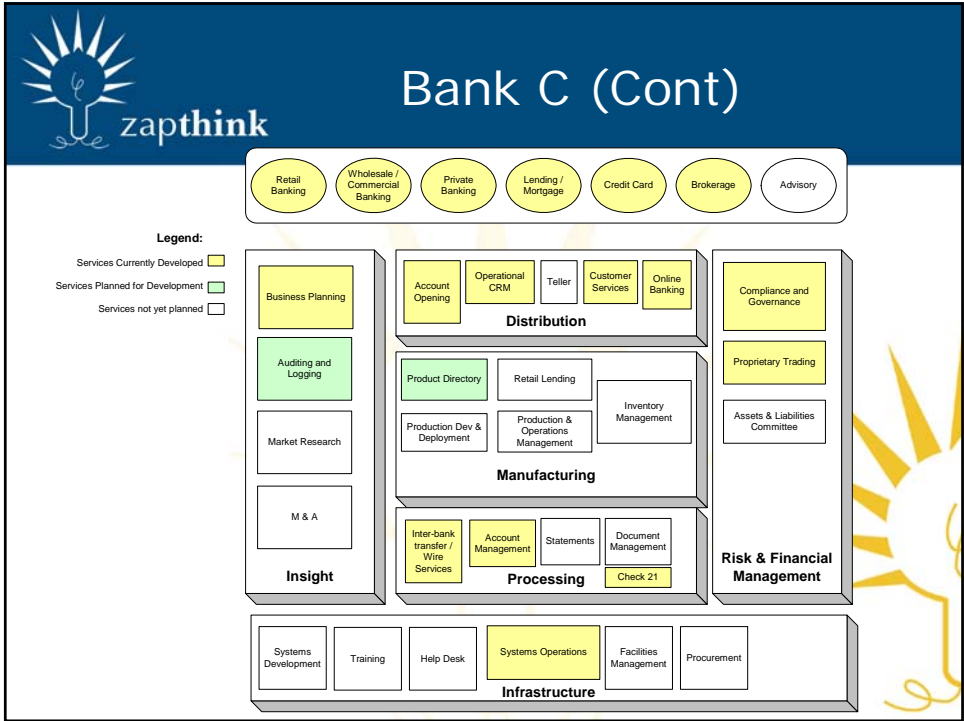 zapthink
Bank C (Cont)
Retail
Banking
Wholesale /
Commercial
Banking
Private
Banking
Lending /
Mortgage
Credit Card
Brokerage
Advisory
Legend:
Services Currently Developed
Services Planned for Development
Services not yet planned
Business Planning
Auditing and
Logging
Market Research
M & A
Insight
Account
Opening
Operational
CRM
Teller
Customer
Services
Online
Banking
Distribution
Product Directory
Retail Lending
Inventory
Management
Production Dev &
Deployment
Production &
Operations
Management
Manufacturing
Inter-bank
transfer /
Wire
Services
Account
Management
Statements
Document
Management
Check 21
Processing
Compliance and
Governance
Proprietary Trading
Assets & Liabilities
Committee
Risk & Financial
Management
Systems
Development
Training
Help Desk
Systems Operations
Facilities
Management
Procurement
Infrastructure